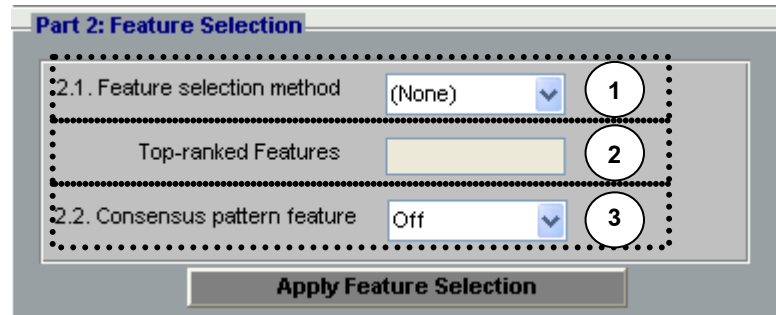 Part 2: Feature Selection
2.1. Feature selection method (None) 1
Top-ranked Features 2
2.2. Consensus pattern feature Off 3
Apply Feature Selection